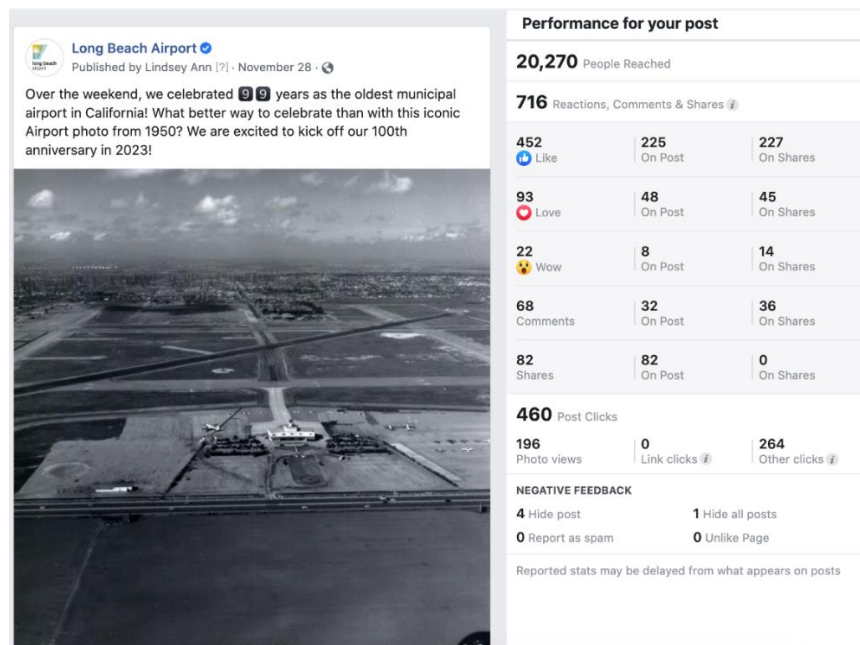 Long Beach Airport
Published by Lindsey Ann [?] · November 28 ·
Over the weekend, we celebrated 9️⃣9️⃣ years as the oldest municipal
airport in California! What better way to celebrate than with this iconic
Airport photo from 1950? We are excited to kick off our 100th
anniversary in 2023!
long beach
airport
Performance for your post
20,270 People Reached
716 Reactions, Comments & Shares
452 225 227
Like On Post On Shares
93 48 45
Love On Post On Shares
22 8 14
Wow On Post On Shares
68 32 36
Comments On Post On Shares
82 82 0
Shares On Post On Shares
460 Post Clicks
196 0 264
Photo views Link clicks Other clicks
NEGATIVE FEEDBACK
4 Hide post 1 Hide all posts
0 Report as spam 0 Unlike Page
Reported stats may be delayed from what appears on posts